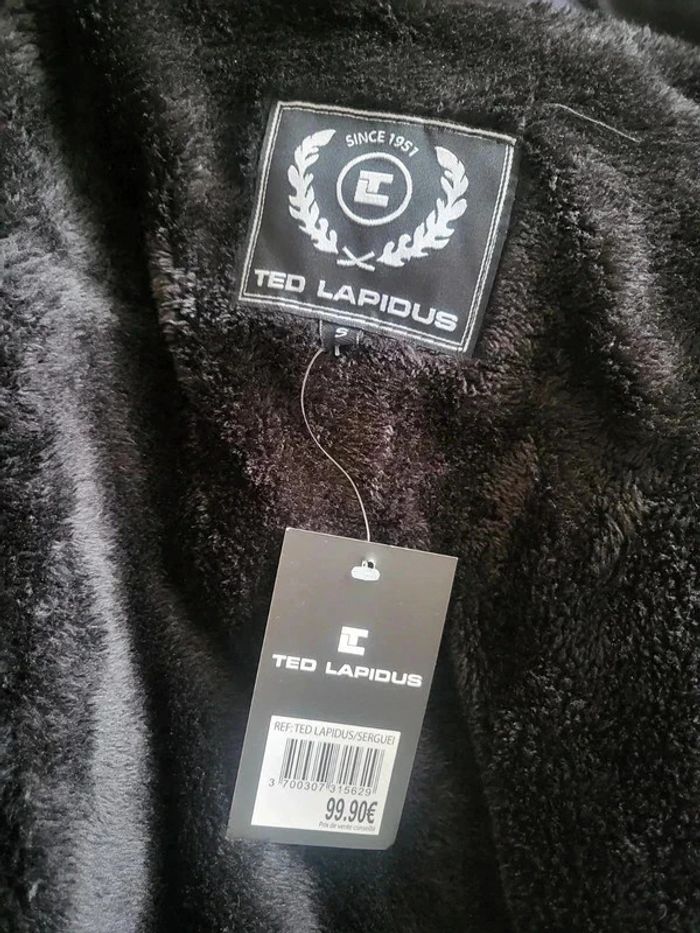 SINCE 1951
TED LAPIDUS
S
TED LAPIDUS
REF: TED LAPIDUS/SERGUEI
3 700307 315629
99.90€
Prix de vente conseillé